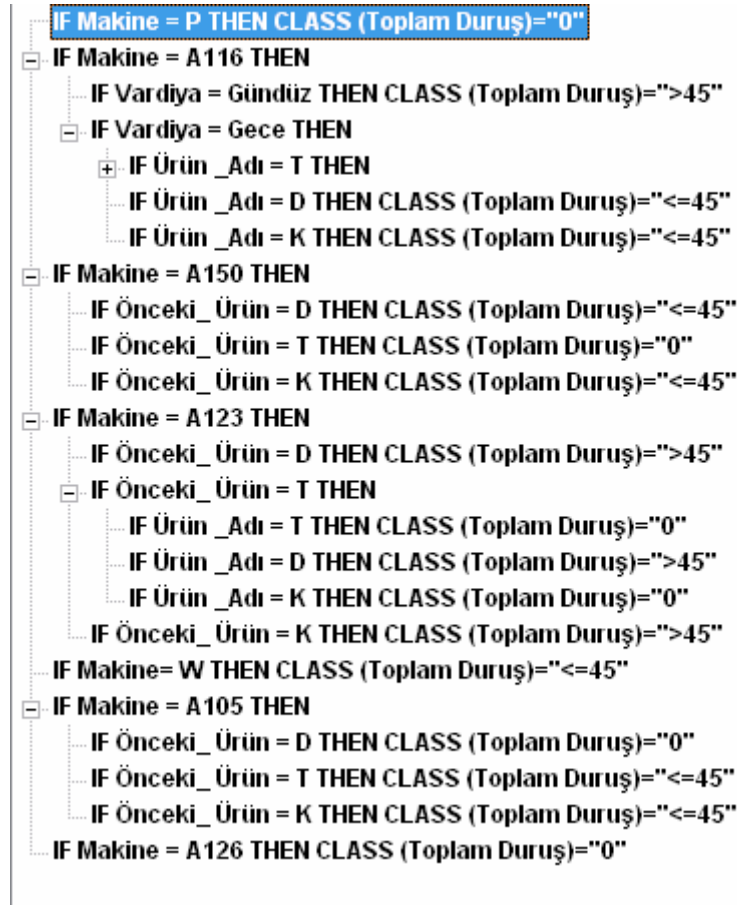 IF Makine = P THEN CLASS (Toplam Duruş)="0"
IF Makine = A116 THEN
IF Vardiya = Gündüz THEN CLASS (Toplam Duruş)=">45"
IF Vardiya = Gece THEN
IF Ürün _Adı = T THEN
IF Ürün _Adı = D THEN CLASS (Toplam Duruş)="<=45"
IF Ürün _Adı = K THEN CLASS (Toplam Duruş)="<=45"
IF Makine = A150 THEN
IF Önceki_ Ürün = D THEN CLASS (Toplam Duruş)="<=45"
IF Önceki_ Ürün = T THEN CLASS (Toplam Duruş)="0"
IF Önceki_ Ürün = K THEN CLASS (Toplam Duruş)="<=45"
IF Makine = A123 THEN
IF Önceki_ Ürün = D THEN CLASS (Toplam Duruş)=">45"
IF Önceki_ Ürün = T THEN
IF Ürün _Adı = T THEN CLASS (Toplam Duruş)="0"
IF Ürün _Adı = D THEN CLASS (Toplam Duruş)=">45"
IF Ürün _Adı = K THEN CLASS (Toplam Duruş)="0"
IF Önceki_ Ürün = K THEN CLASS (Toplam Duruş)=">45"
IF Makine= W THEN CLASS (Toplam Duruş)="<=45"
IF Makine = A105 THEN
IF Önceki_ Ürün = D THEN CLASS (Toplam Duruş)="0"
IF Önceki_ Ürün = T THEN CLASS (Toplam Duruş)="<=45"
IF Önceki_ Ürün = K THEN CLASS (Toplam Duruş)="<=45"
IF Makine = A126 THEN CLASS (Toplam Duruş)="0"